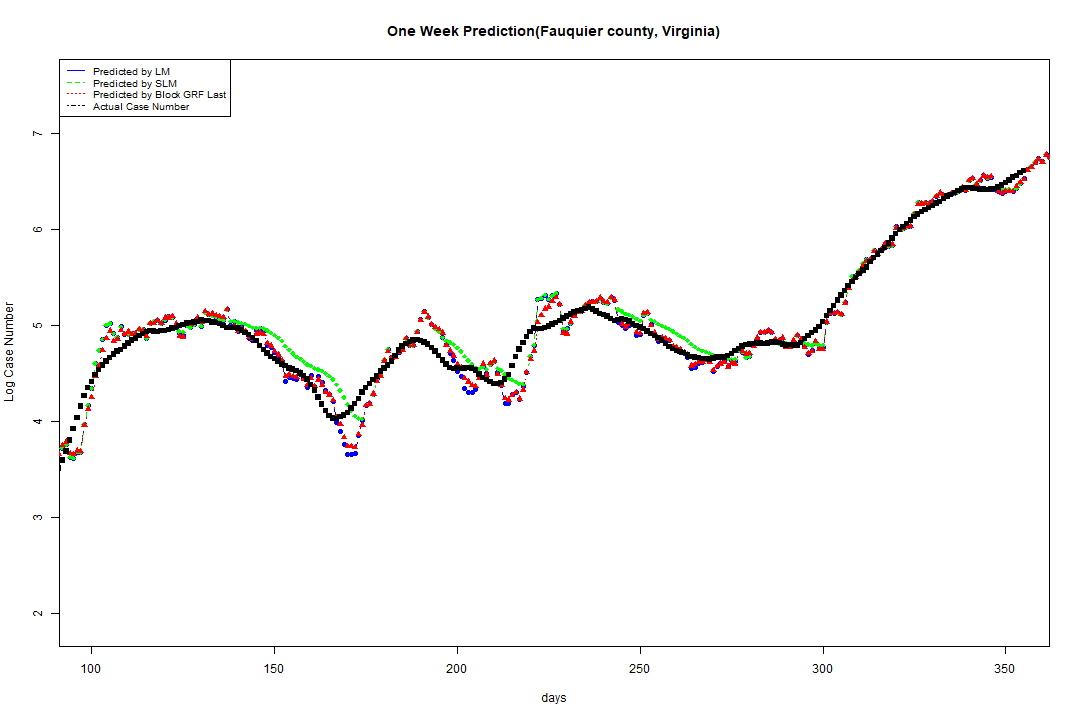 One Week Prediction(Fauquier county, Virginia)
Predicted by LM
Predicted by SLM
Predicted by Block GRF Last
Actual Case Number
7
6
5
4
3
2
Log Case Number
100 150 200 250 300 350
days